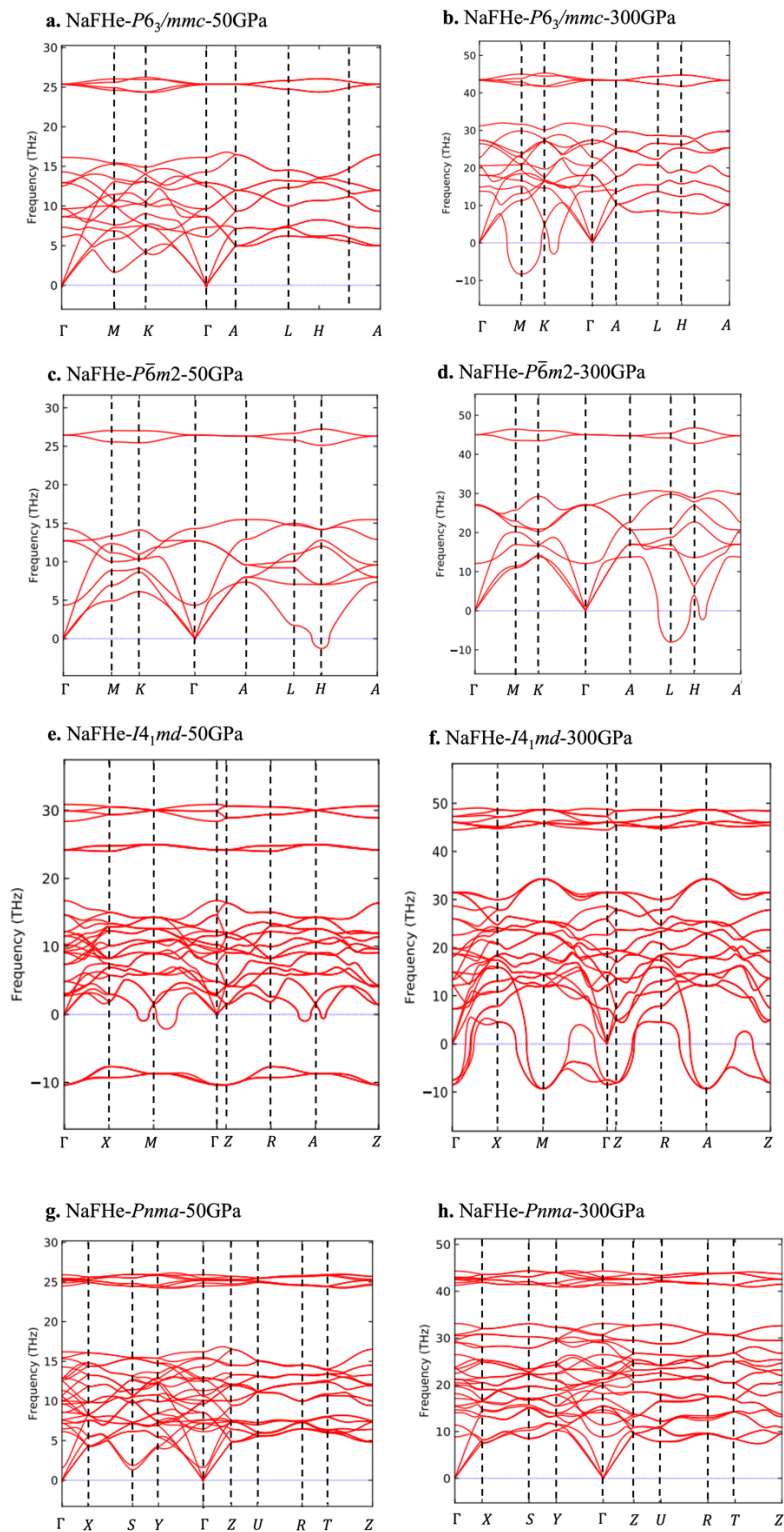 a. NaFHe-P6₃/mmc-50GPa
30
25
20
15
10
5
0
Frequency (THz)
Γ M K Γ A L H A
b. NaFHe-P6₃/mmc-300GPa
50
40
30
20
10
0
−10
Frequency (THz)
Γ M K Γ A L H A
c. NaFHe-P6̅m2-50GPa
30
25
20
15
10
5
0
Frequency (THz)
Γ M K Γ A L H A
d. NaFHe-P6̅m2-300GPa
50
40
30
20
10
0
−10
Frequency (THz)
Γ M K Γ A L H A
e. NaFHe-I4₁md-50GPa
30
20
10
0
−10
Frequency (THz)
Γ X M Γ Z R A Z
f. NaFHe-I4₁md-300GPa
50
40
30
20
10
0
−10
Frequency (THz)
Γ X M Γ Z R A Z
g. NaFHe-Pnma-50GPa
30
25
20
15
10
5
0
Frequency (THz)
Γ X S Y Γ Z U R T Z
h. NaFHe-Pnma-300GPa
50
40
30
20
10
0
Frequency (THz)
Γ X S Y Γ Z U R T Z